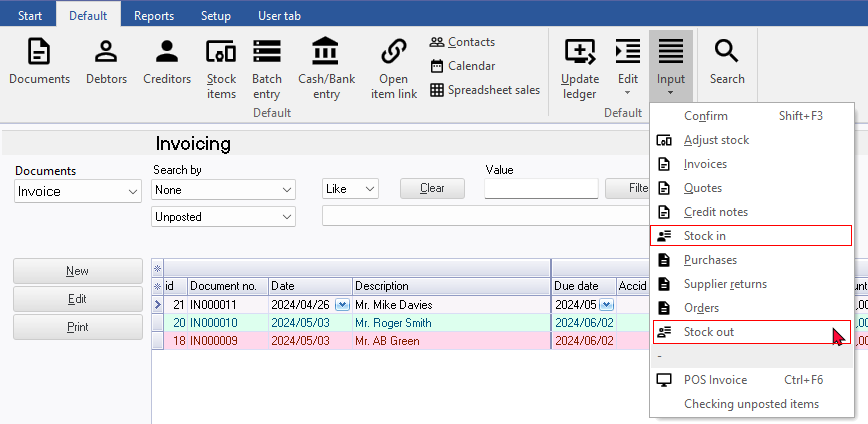 Start Default Reports Setup User tab
Documents Debtors Creditors Stock items Batch entry Cash/Bank entry Open item link
Contacts
Calendar
Spreadsheet sales
Update ledger Edit Input Search
Default Default
Invoicing
Documents
Invoice
Search by
None Like Clear
Value
Filte
Unposted
New
Edit
Print
id Document no. Date Description Due date Accid
21 IN000011 2024/04/26 Mr. Mike Davies 2024/05
20 IN000010 2024/05/03 Mr. Roger Smith 2024/06/02
18 IN000009 2024/05/03 Mr. AB Green 2024/06/02
Confirm Shift+F3
Adjust stock
Invoices
Quotes
Credit notes
Stock in
Purchases
Supplier returns
Orders
Stock out
-
POS Invoice Ctrl+F6
Checking unposted items